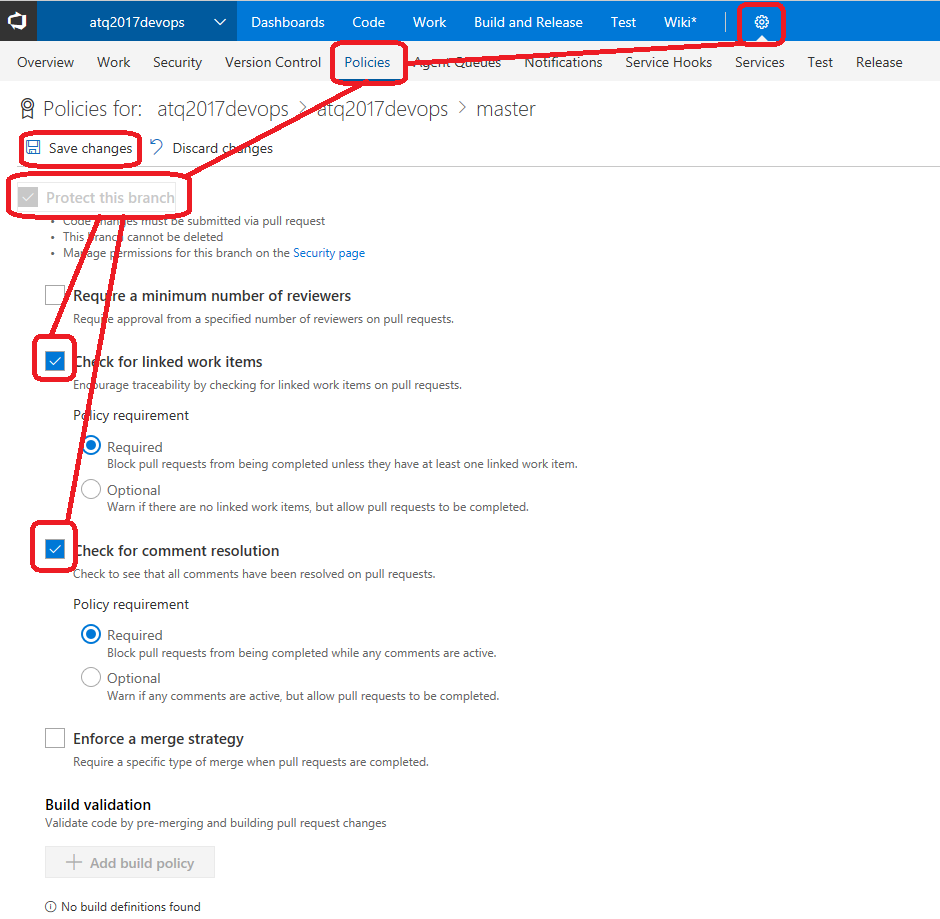 atq2017devops Dashboards Code Work Build and Release Test Wiki*
Overview Work Security Version Control Policies Agent Queues Notifications Service Hooks Services Test Release
Policies for: atq2017devops > atq2017devops > master
Save changes Discard changes
Protect this branch
• Code changes must be submitted via pull request
• This branch cannot be deleted
• Manage permissions for this branch on the Security page
Require a minimum number of reviewers
Require approval from a specified number of reviewers on pull requests.
Check for linked work items
Encourage traceability by checking for linked work items on pull requests.
Policy requirement
Required
Block pull requests from being completed unless they have at least one linked work item.
Optional
Warn if there are no linked work items, but allow pull requests to be completed.
Check for comment resolution
Check to see that all comments have been resolved on pull requests.
Policy requirement
Required
Block pull requests from being completed while any comments are active.
Optional
Warn if any comments are active, but allow pull requests to be completed.
Enforce a merge strategy
Require a specific type of merge when pull requests are completed.
Build validation
Validate code by pre-merging and building pull request changes
+ Add build policy
No build definitions found